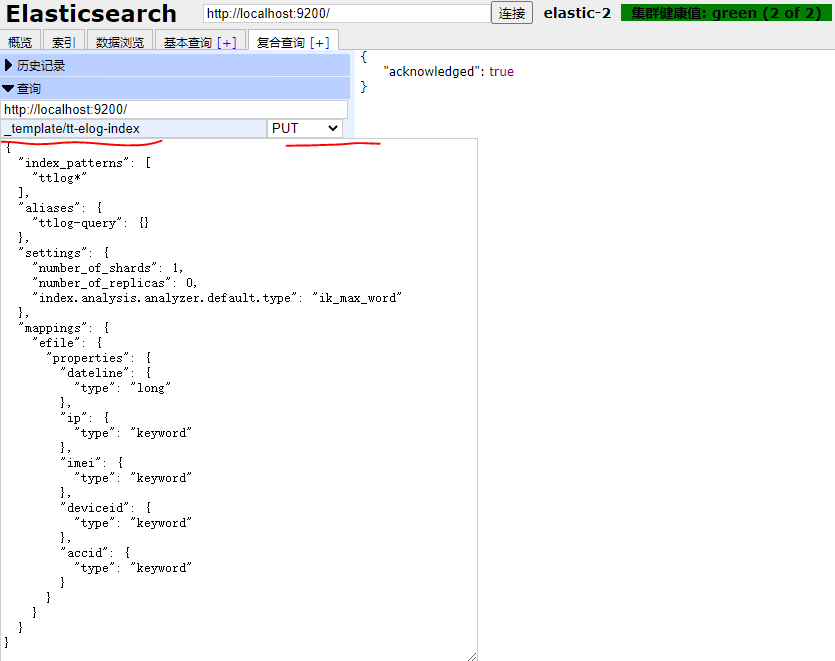 Elasticsearch http://localhost:9200/ 连接 elastic-2 集群健康值: green (2 of 2)
概览 索引 数据浏览 基本查询 [+] 复合查询 [+]
历史记录
查询
http://localhost:9200/
_template/tt-elog-index PUT
{
"index_patterns": [
"ttlog*"
],
"aliases": {
"ttlog-query": {}
},
"settings": {
"number_of_shards": 1,
"number_of_replicas": 0,
"index.analysis.analyzer.default.type": "ik_max_word"
},
"mappings": {
"efile": {
"properties": {
"dateline": {
"type": "long"
},
"ip": {
"type": "keyword"
},
"imei": {
"type": "keyword"
},
"deviceid": {
"type": "keyword"
},
"accid": {
"type": "keyword"
}
}
}
}
}
{
"acknowledged": true
}